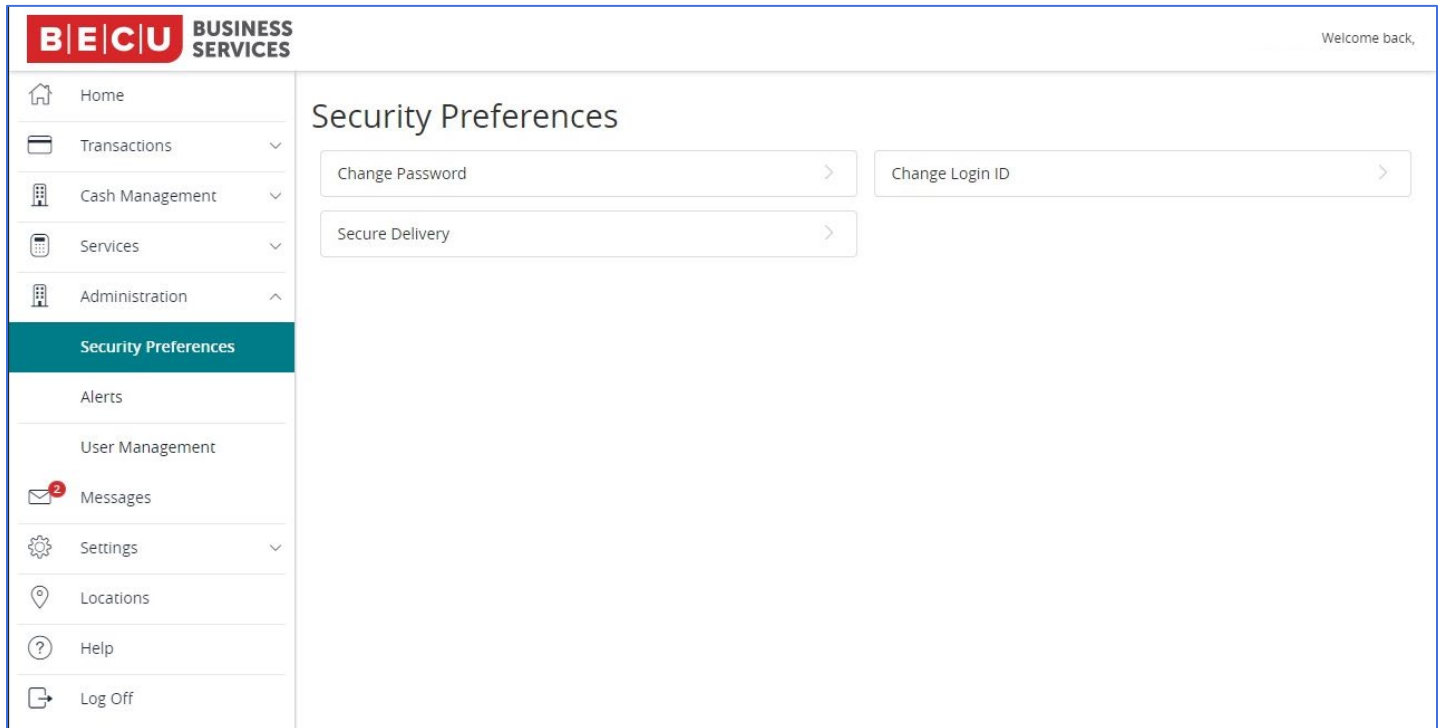 B|E|C|U BUSINESS
SERVICES
Welcome back,
Home
Transactions
Cash Management
Services
Administration
Security Preferences
Alerts
User Management
2
Messages
Settings
Locations
?
Help
Log Off
Security Preferences
Change Password
Change Login ID
Secure Delivery